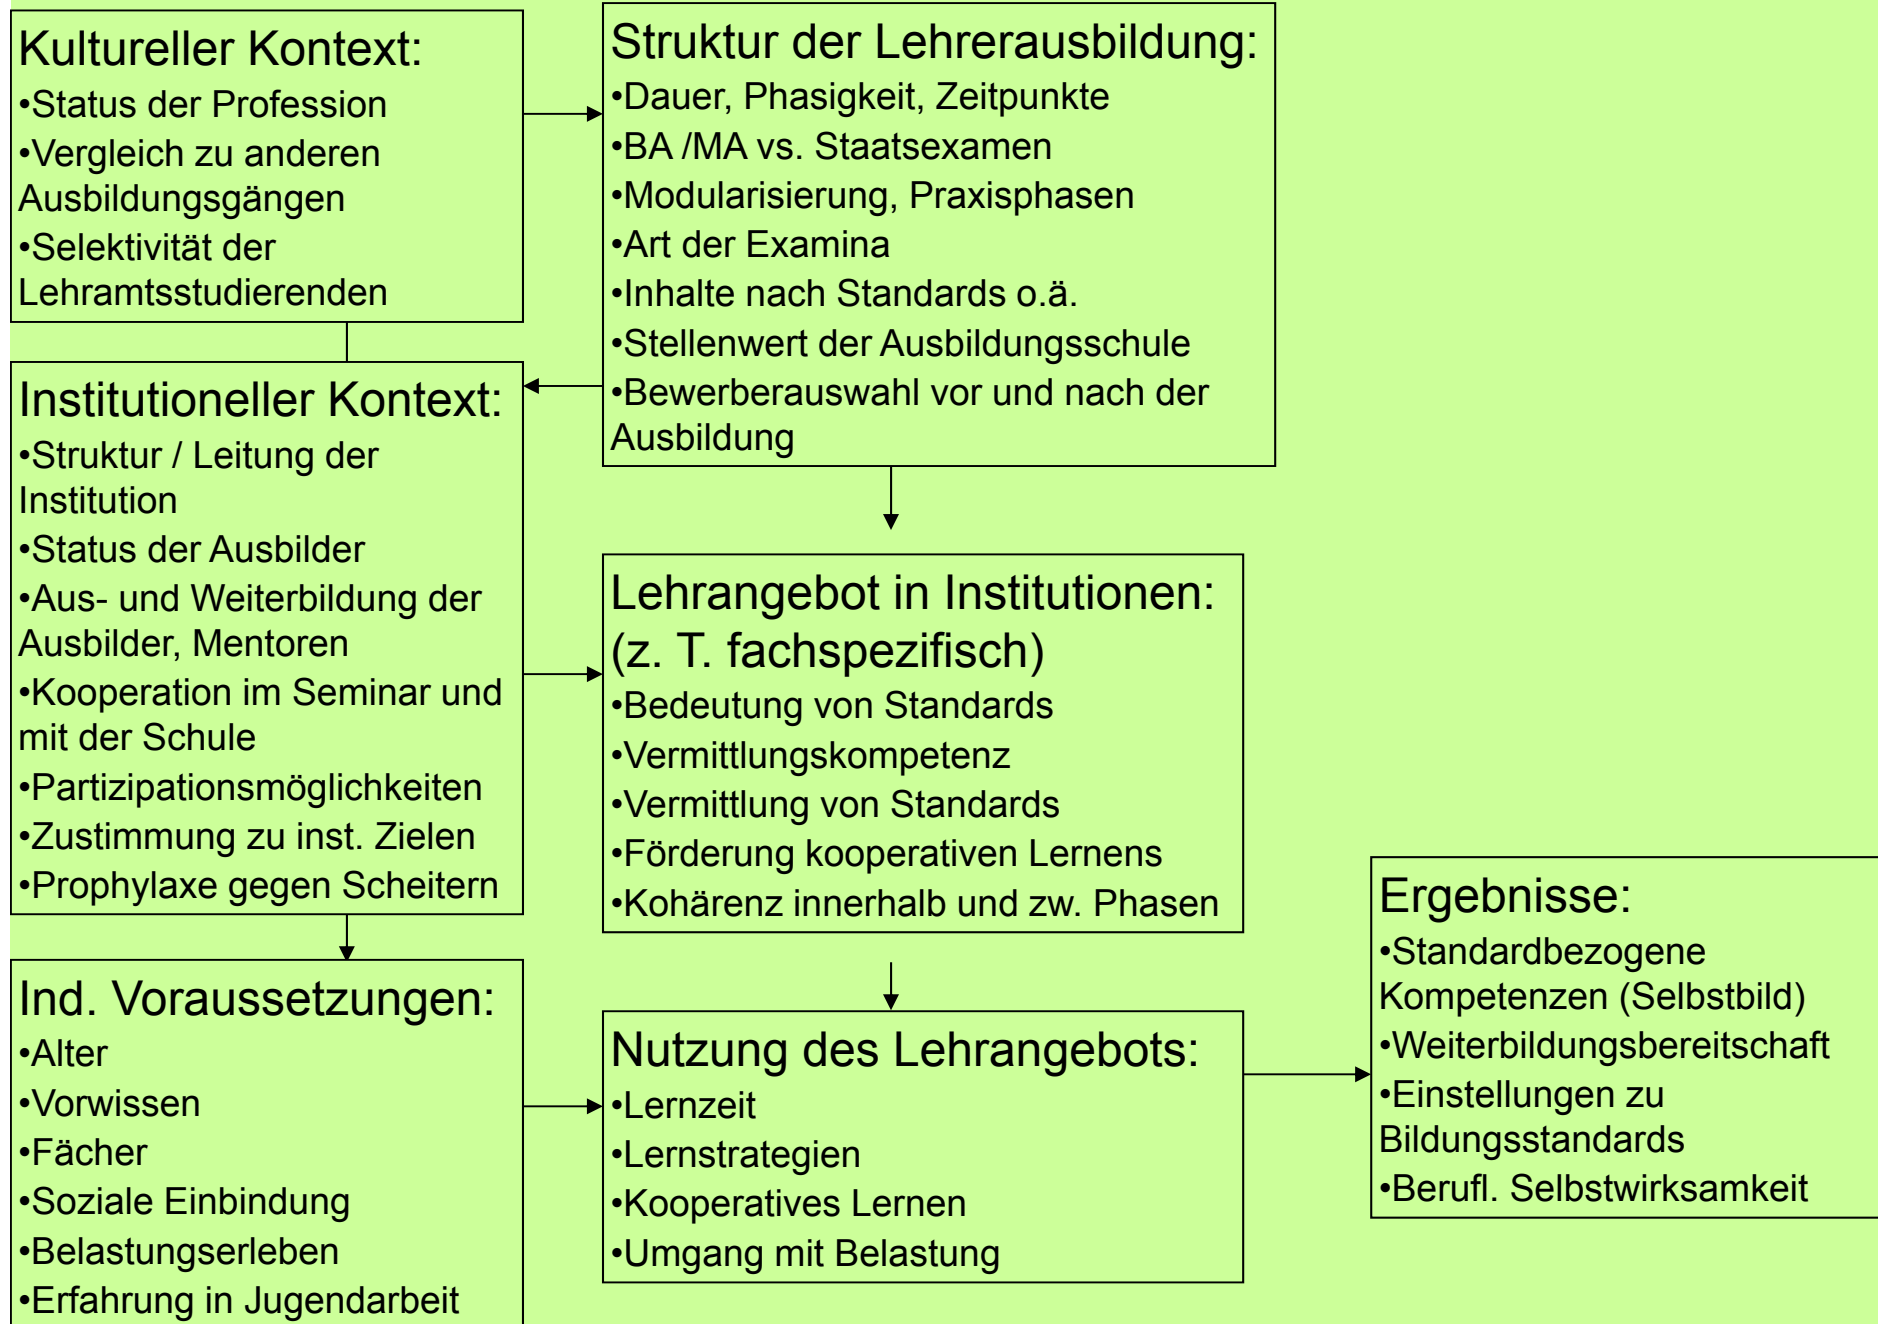 Kultureller Kontext:
•Status der Profession
•Vergleich zu anderen
Ausbildungsgängen
•Selektivität der
Lehramtsstudierenden
Struktur der Lehrerausbildung:
•Dauer, Phasigkeit, Zeitpunkte
•BA /MA vs. Staatsexamen
•Modularisierung, Praxisphasen
•Art der Examina
•Inhalte nach Standards o.ä.
•Stellenwert der Ausbildungsschule
•Bewerberauswahl vor und nach der
Ausbildung
Institutioneller Kontext:
•Struktur / Leitung der
Institution
•Status der Ausbilder
•Aus- und Weiterbildung der
Ausbilder, Mentoren
•Kooperation im Seminar und
mit der Schule
•Partizipationsmöglichkeiten
•Zustimmung zu inst. Zielen
•Prophylaxe gegen Scheitern
Lehrangebot in Institutionen:
(z. T. fachspezifisch)
•Bedeutung von Standards
•Vermittlungskompetenz
•Vermittlung von Standards
•Förderung kooperativen Lernens
•Kohärenz innerhalb und zw. Phasen
Ind. Voraussetzungen:
•Alter
•Vorwissen
•Fächer
•Soziale Einbindung
•Belastungserleben
•Erfahrung in Jugendarbeit
Nutzung des Lehrangebots:
•Lernzeit
•Lernstrategien
•Kooperatives Lernen
•Umgang mit Belastung
Ergebnisse:
•Standardbezogene
Kompetenzen (Selbstbild)
•Weiterbildungsbereitschaft
•Einstellungen zu
Bildungsstandards
•Berufl. Selbstwirksamkeit